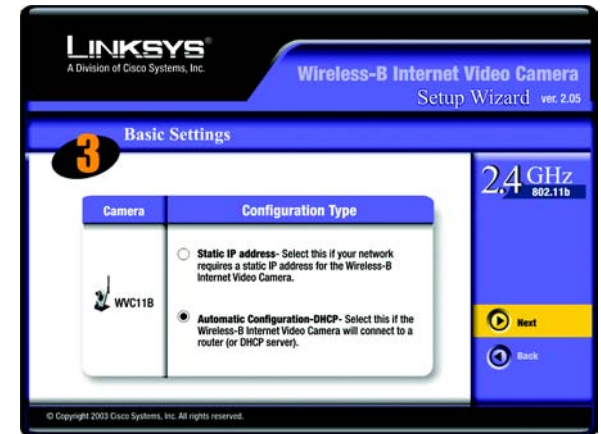 LINKSYS®
A Division of Cisco Systems, Inc.
Wireless-B Internet Video Camera
Setup Wizard ver. 2.05
3
Basic Settings
2.4 GHz
802.11b
Camera
Configuration Type
WVC11B
Static IP address- Select this if your network
requires a static IP address for the Wireless-B
Internet Video Camera.
Automatic Configuration-DHCP- Select this if the
Wireless-B Internet Video Camera will connect to a
router (or DHCP server).
Next
Back
© Copyright 2003 Cisco Systems, Inc. All rights reserved.